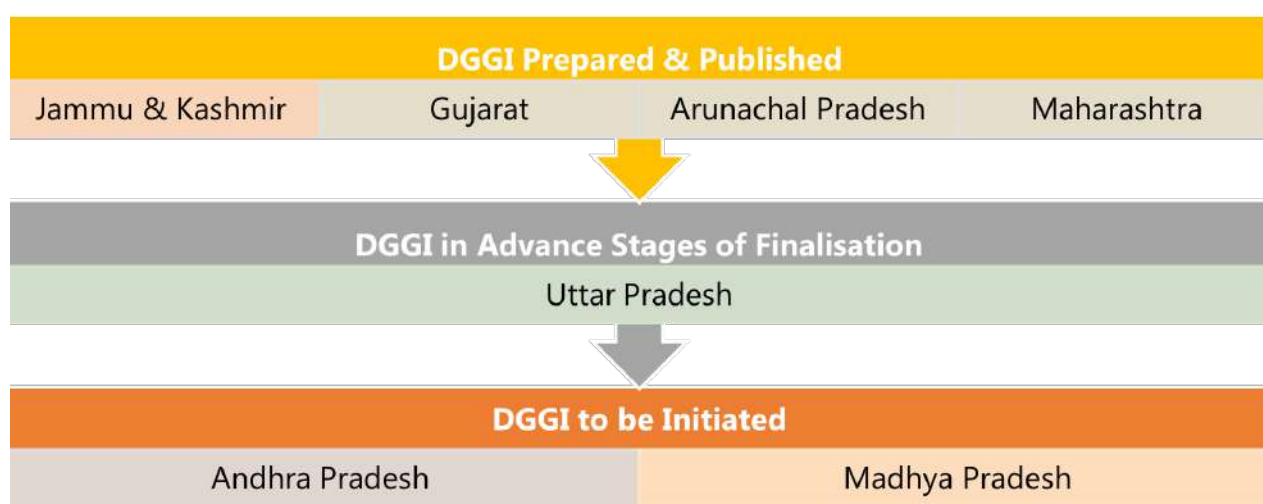 DGGI Prepared & Published
Jammu & Kashmir Gujarat Arunachal Pradesh Maharashtra
DGGI in Advance Stages of Finalisation
Uttar Pradesh
DGGI to be Initiated
Andhra Pradesh Madhya Pradesh